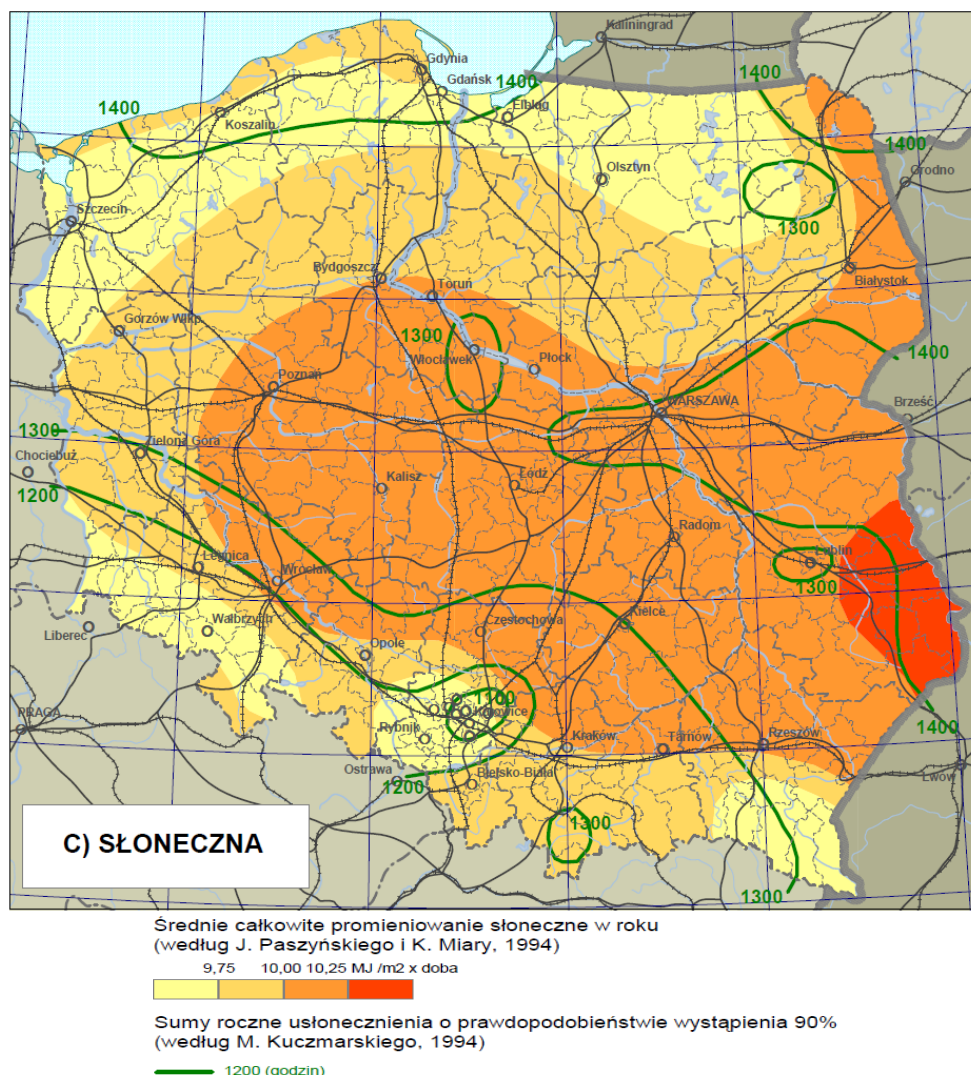 Kaliningrad
Gdynia
Gdańsk
1400
1400
1400
Elbląg
Koszalin
1400
Olsztyn
Grodno
Szczecin
1300
Bydgoszcz
Toruń
Białystok
Gorzów Wlkp.
1300
Włocławek
Płock
1400
Poznań
WARSZAWA
Brześć
1300
Zielona Góra
Chociebuż
1200
Kalisz
Łódź
Radom
Legnica
Wrocław
Lublin
1300
Liberec
Wałbrzych
Częstochowa
Kielce
Opole
1100
Katowice
PRAGA
Rybnik
Kraków
Tarnów
Rzeszów
1400
Ostrawa
1200
Bielsko-Biała
Lwów
1300
C) SŁONECZNA
1300
Średnie całkowite promieniowanie słoneczne w roku
(według J. Paszyńskiego i K. Miary, 1994)
9,75 10,00 10,25 MJ /m2 x doba
Sumy roczne usłonecznienia o prawdopodobieństwie wystąpienia 90%
(według M. Kuczmarskiego, 1994)
1200 (godzin)